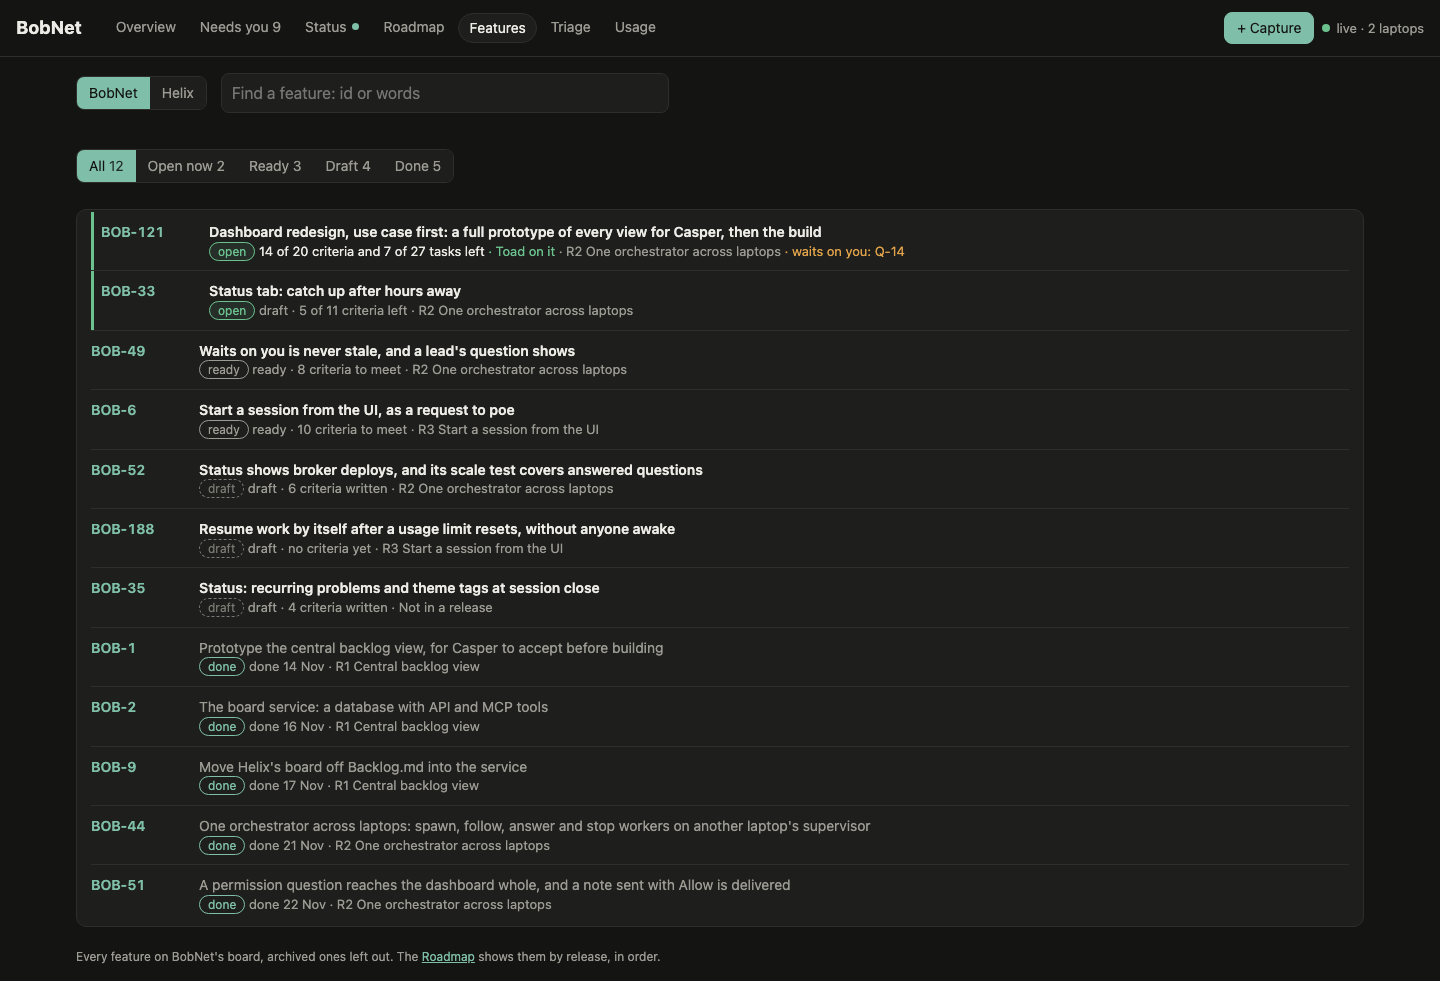 BobNet Overview Needs you 9 Status Roadmap Features Triage Usage + Capture live · 2 laptops
BobNet Helix Find a feature: id or words
All 12 Open now 2 Ready 3 Draft 4 Done 5
BOB-121 Dashboard redesign, use case first: a full prototype of every view for Casper, then the build
open 14 of 20 criteria and 7 of 27 tasks left · Toad on it · R2 One orchestrator across laptops · waits on you: Q-14
BOB-33 Status tab: catch up after hours away
open draft · 5 of 11 criteria left · R2 One orchestrator across laptops
BOB-49 Waits on you is never stale, and a lead's question shows
ready ready · 8 criteria to meet · R2 One orchestrator across laptops
BOB-6 Start a session from the UI, as a request to poe
ready ready · 10 criteria to meet · R3 Start a session from the UI
BOB-52 Status shows broker deploys, and its scale test covers answered questions
draft draft · 6 criteria written · R2 One orchestrator across laptops
BOB-188 Resume work by itself after a usage limit resets, without anyone awake
draft draft · no criteria yet · R3 Start a session from the UI
BOB-35 Status: recurring problems and theme tags at session close
draft draft · 4 criteria written · Not in a release
BOB-1 Prototype the central backlog view, for Casper to accept before building
done done 14 Nov · R1 Central backlog view
BOB-2 The board service: a database with API and MCP tools
done done 16 Nov · R1 Central backlog view
BOB-9 Move Helix's board off Backlog.md into the service
done done 17 Nov · R1 Central backlog view
BOB-44 One orchestrator across laptops: spawn, follow, answer and stop workers on another laptop's supervisor
done done 21 Nov · R2 One orchestrator across laptops
BOB-51 A permission question reaches the dashboard whole, and a note sent with Allow is delivered
done done 22 Nov · R2 One orchestrator across laptops
Every feature on BobNet's board, archived ones left out. The Roadmap shows them by release, in order.